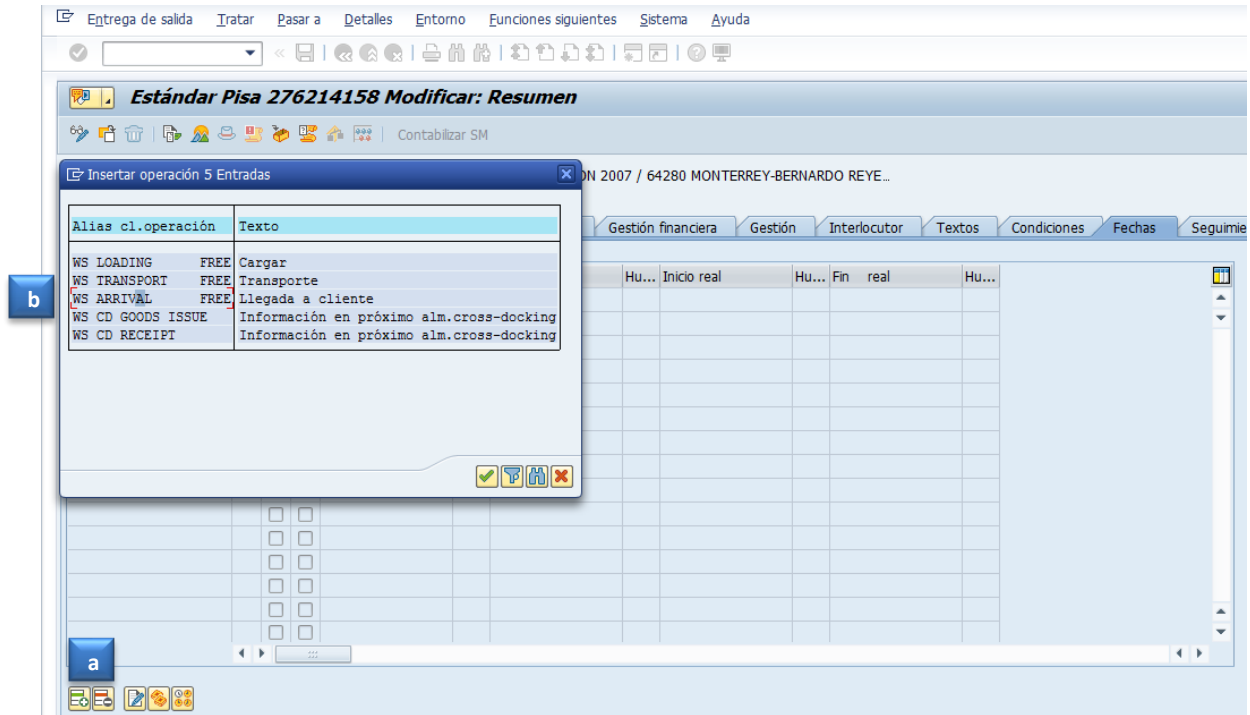 Entrega de salida Tratar Pasar a Detalles Entorno Funciones siguientes Sistema Ayuda
Estándar Pisa 276214158 Modificar: Resumen
Contabilizar SM
Insertar operación 5 Entradas
ON 2007 / 64280 MONTERREY-BERNARDO REYE...
Alias cl.operación Texto
Gestión financiera Gestión Interlocutor Textos Condiciones Fechas Seguimie
WS LOADING FREE Cargar
Hu... Inicio real Hu... Fin real Hu...
WS TRANSPORT FREE Transporte
b
WS ARRIVAL FREE Llegada a cliente
WS CD GOODS ISSUE Información en próximo alm.cross-docking
WS CD RECEIPT Información en próximo alm.cross-docking
a